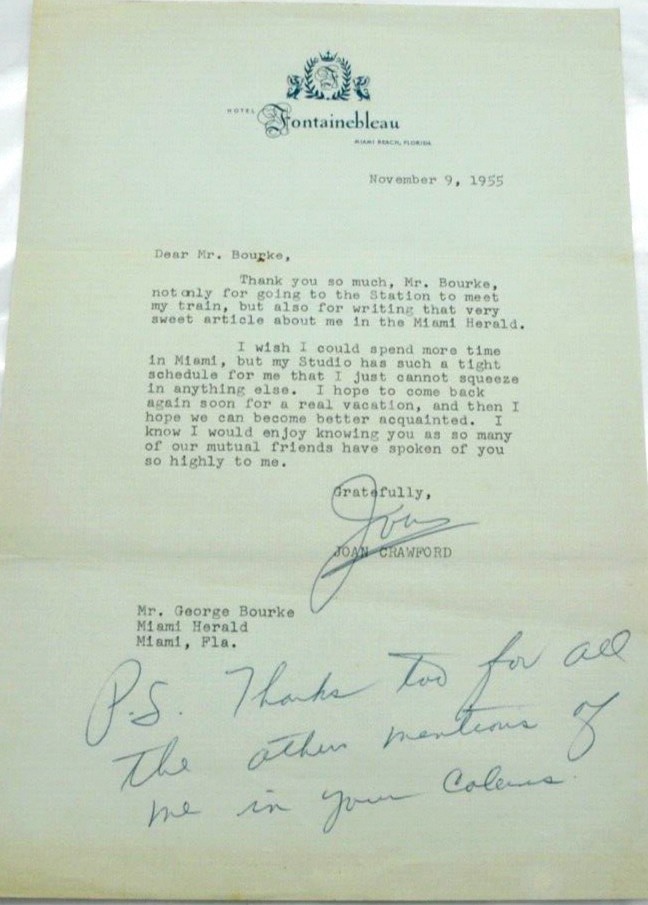 HOTEL Fontainebleau
MIAMI BEACH, FLORIDA
November 9, 1955
Dear Mr. Bourke,
Thank you so much, Mr. Bourke,
not only for going to the Station to meet
my train, but also for writing that very
sweet article about me in the Miami Herald.
I wish I could spend more time
in Miami, but my Studio has such a tight
schedule for me that I just cannot squeeze
in anything else. I hope to come back
again soon for a real vacation, and then I
hope we can become better acquainted. I
know I would enjoy knowing you as so many
of our mutual friends have spoken of you
so highly to me.
Gratefully,
Joan
JOAN CRAWFORD
Mr. George Bourke
Miami Herald
Miami, Fla.
P.S. Thanks too for all
the other mentions of
me in your